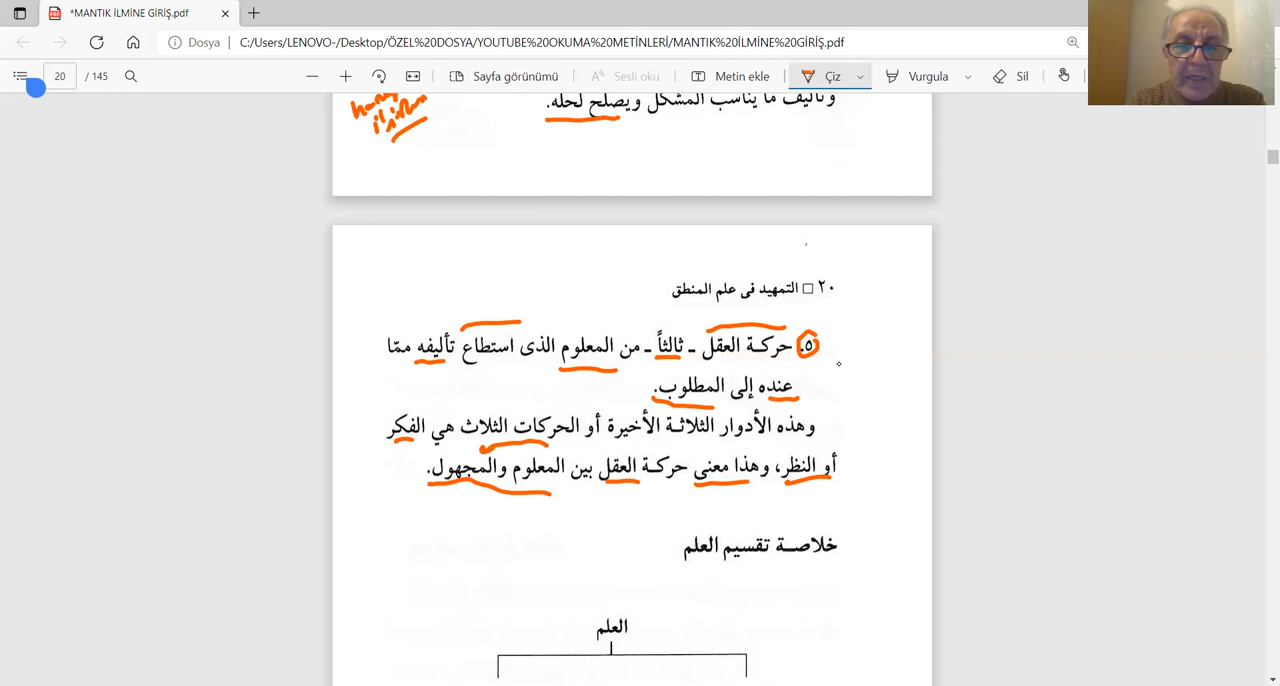 *MANTIK İLMİNE GİRİŞ.pdf
Dosya | C:/Users/LENOVO-/Desktop/ÖZEL%20DOSYA/YOUTUBE%20OKUMA%20METİNLERİ/MANTIK%20İLMİNE%20GİRİŞ.pdf
20 / 145 Sayfa görünümü Sesli oku Metin ekle Çiz Vurgula Sil
وتأليف ما يناسب المشكل ويصلح لحله.
٢٠ □ التمهيد فى علم المنطق
٥. حركة العقل ـ ثالثاً ـ من المعلوم الذى استطاع تأليفه ممّا
عنده إلى المطلوب.
وهذه الأدوار الثلاثة الأخيرة أو الحركات الثلاث هي الفكر
أو النظر، وهذا معنى حركة العقل بين المعلوم والمجهول.
خلاصة تقسيم العلم
العلم